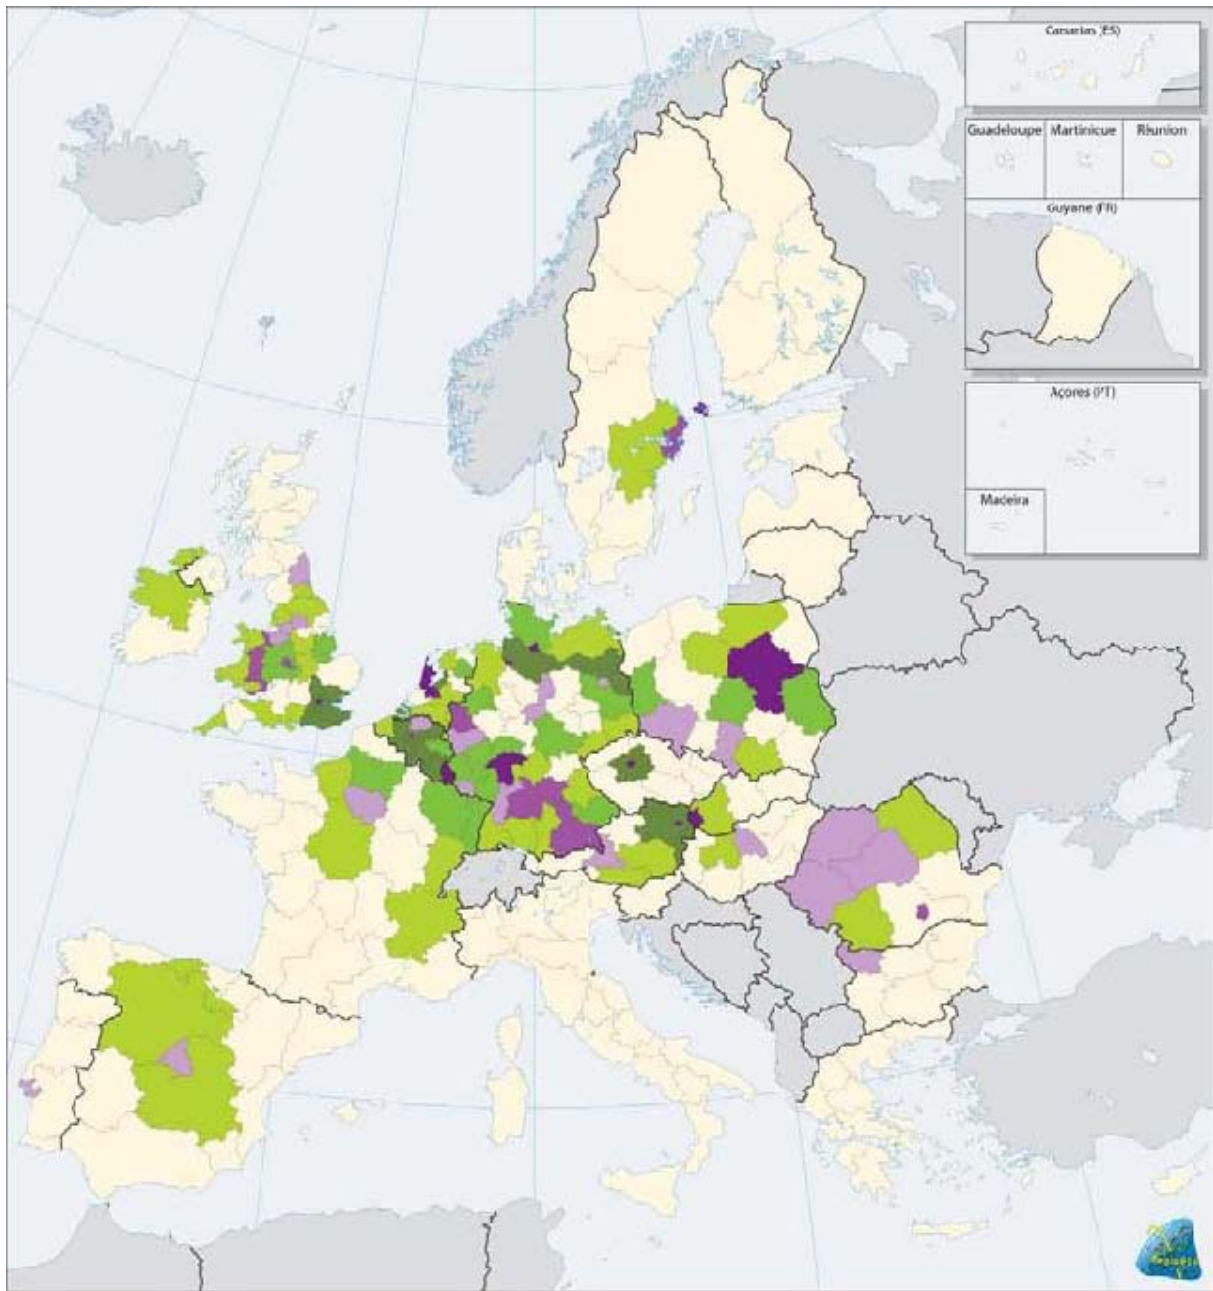 Canarias (ES)
Guadeloupe
Martinique
Réunion
Guyane (FR)
Açores (PT)
Madeira